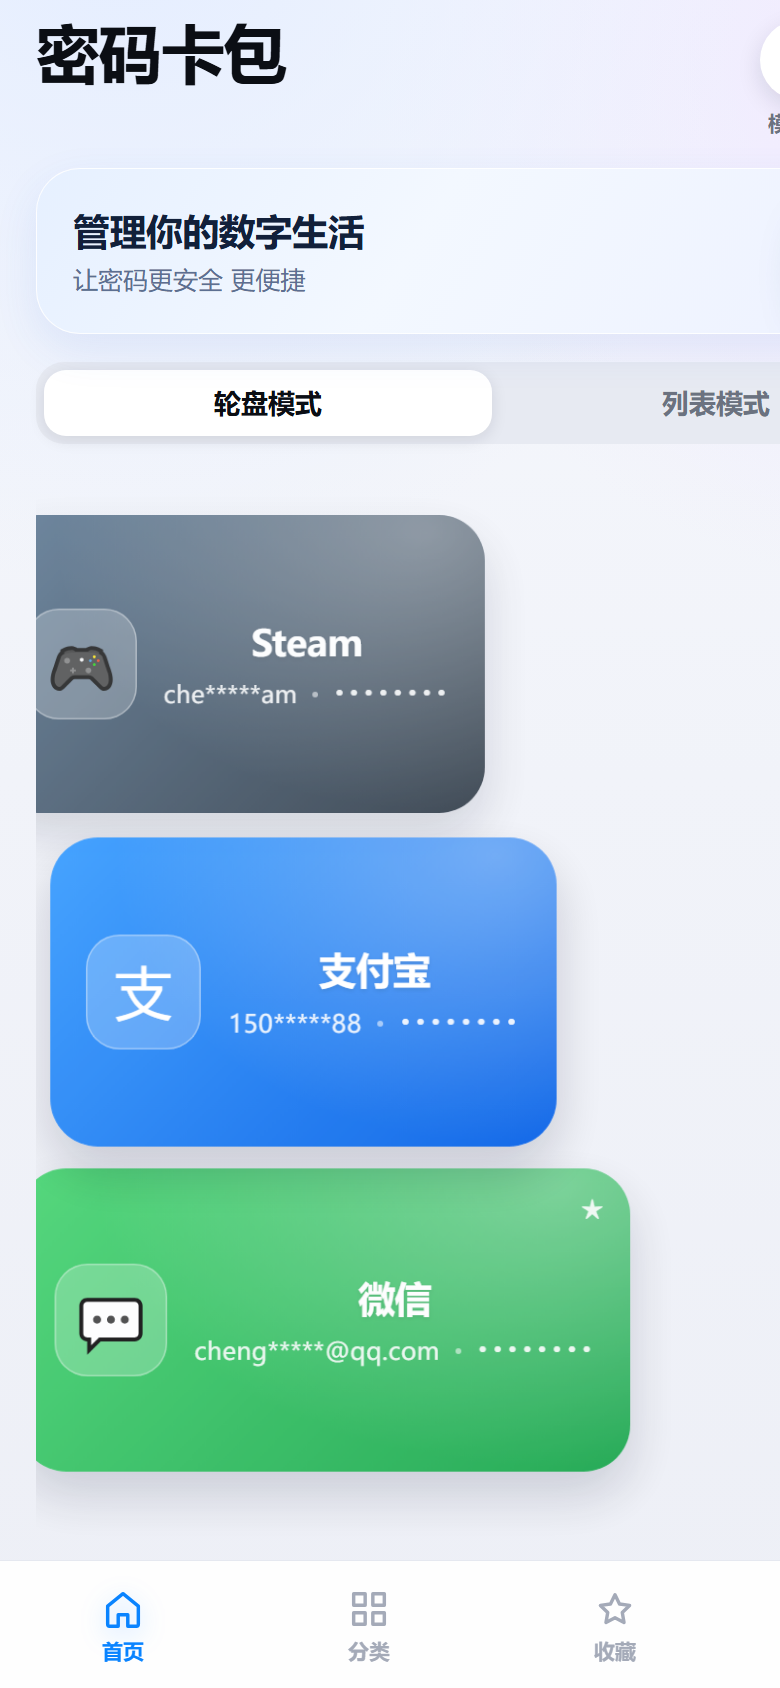 密码卡包
管理你的数字生活
让密码更安全 更便捷
轮盘模式
列表模式
Steam
che*****am • ••••••••
支
支付宝
150*****88 • ••••••••
★
微信
cheng*****@qq.com • ••••••••
首页
分类
收藏